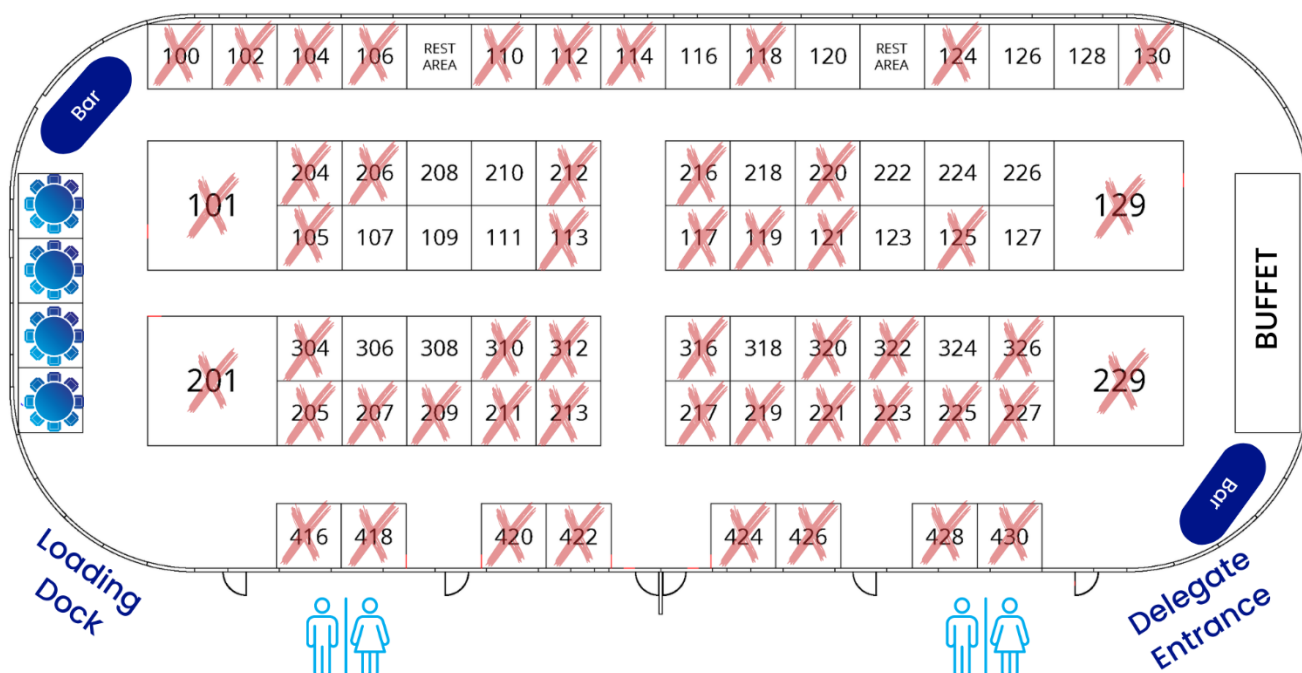 100 102 104 106 REST AREA 110 112 114 116 118 120 REST AREA 124 126 128 130
Bar
101 204 206 208 210 212 216 218 220 222 224 226 129
105 107 109 111 113 117 119 121 123 125 127
BUFFET
201 304 306 308 310 312 316 318 320 322 324 326 229
205 207 209 211 213 217 219 221 223 225 227
Bar
416 418 420 422 424 426 428 430
Loading
Dock
Delegate
Entrance